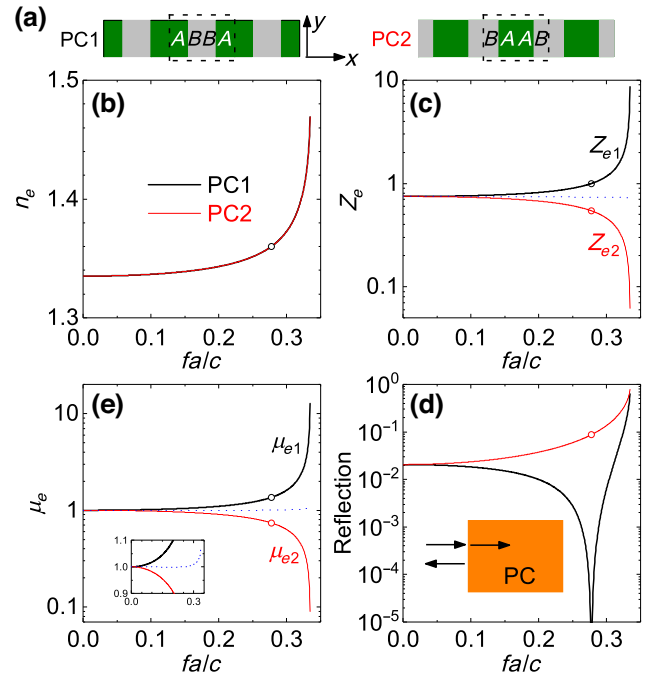 (a) PC1 A B B A y x PC2 B A A B
(b) (c)
1.5 1.4 1.3
n_e
PC1
PC2
0.0 0.1 0.2 0.3
fa/c
10 1 0.1
Z_e
Z_e1
Z_e2
0.0 0.1 0.2 0.3
fa/c
(e) (d)
10 1 0.1
μ_e
μ_e1
μ_e2
1.1 1.0 0.9
0.0 0.3
0.0 0.1 0.2 0.3
fa/c
10^0 10^-1 10^-2 10^-3 10^-4 10^-5
Reflection
PC
0.0 0.1 0.2 0.3
fa/c